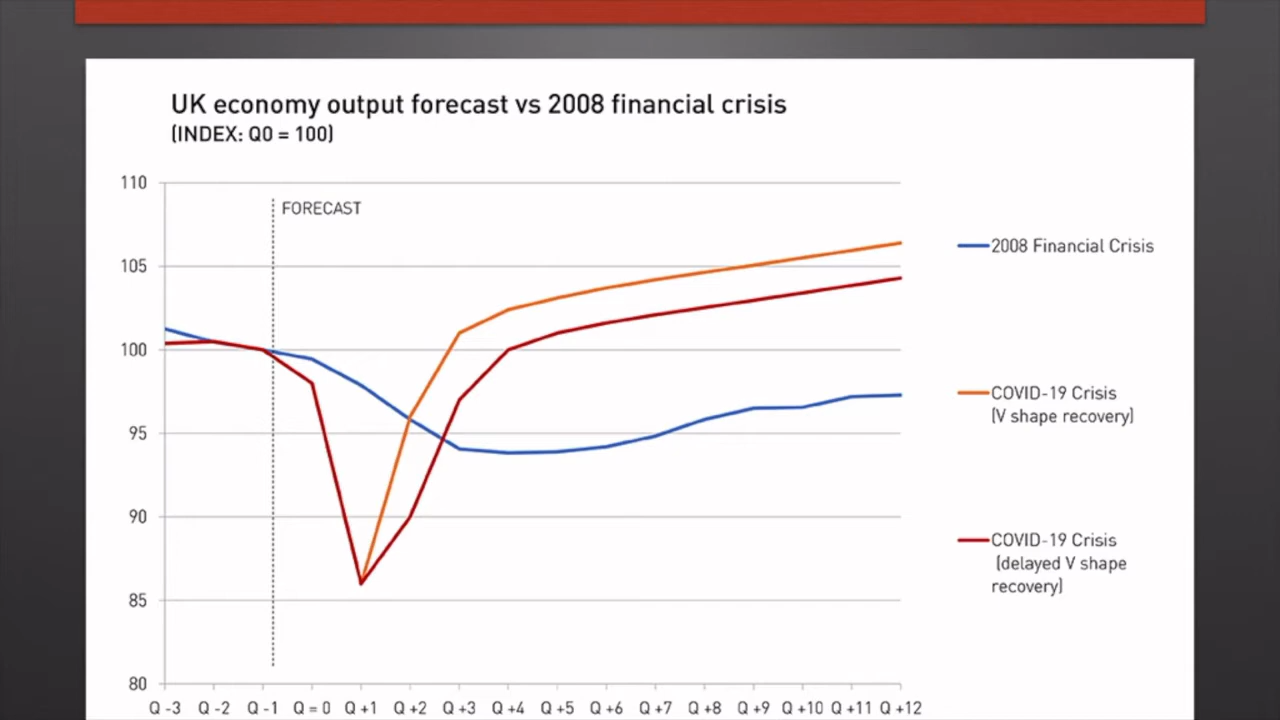 UK economy output forecast vs 2008 financial crisis
(INDEX: Q0 = 100)
110
FORECAST
105
100
95
90
85
80
Q -3 Q -2 Q -1 Q = 0 Q +1 Q +2 Q +3 Q +4 Q +5 Q +6 Q +7 Q +8 Q +9 Q +10 Q +11 Q +12
2008 Financial Crisis
COVID-19 Crisis
(V shape recovery)
COVID-19 Crisis
(delayed V shape
recovery)